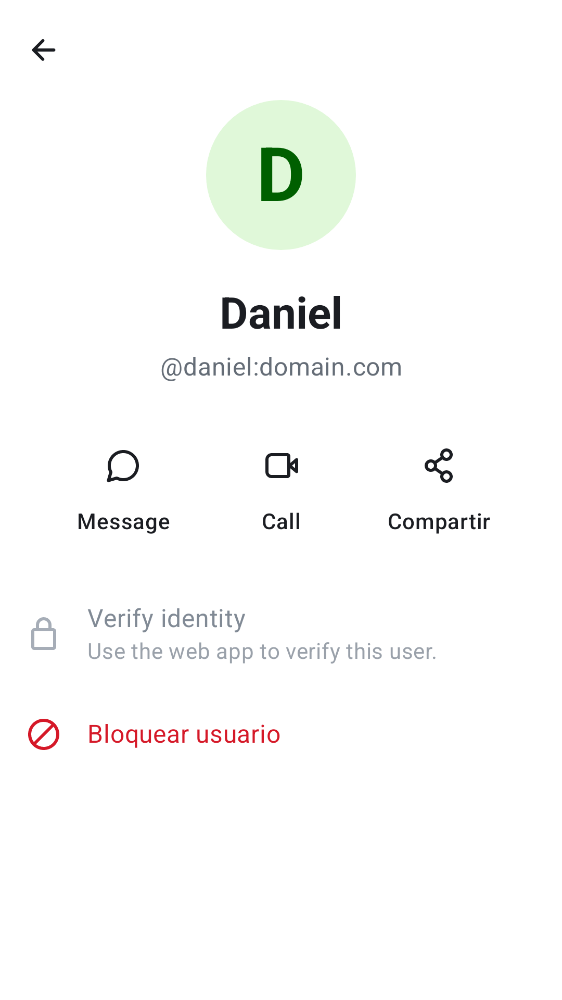 D
Daniel
@daniel:domain.com
Message
Call
Compartir
Verify identity
Use the web app to verify this user.
Bloquear usuario